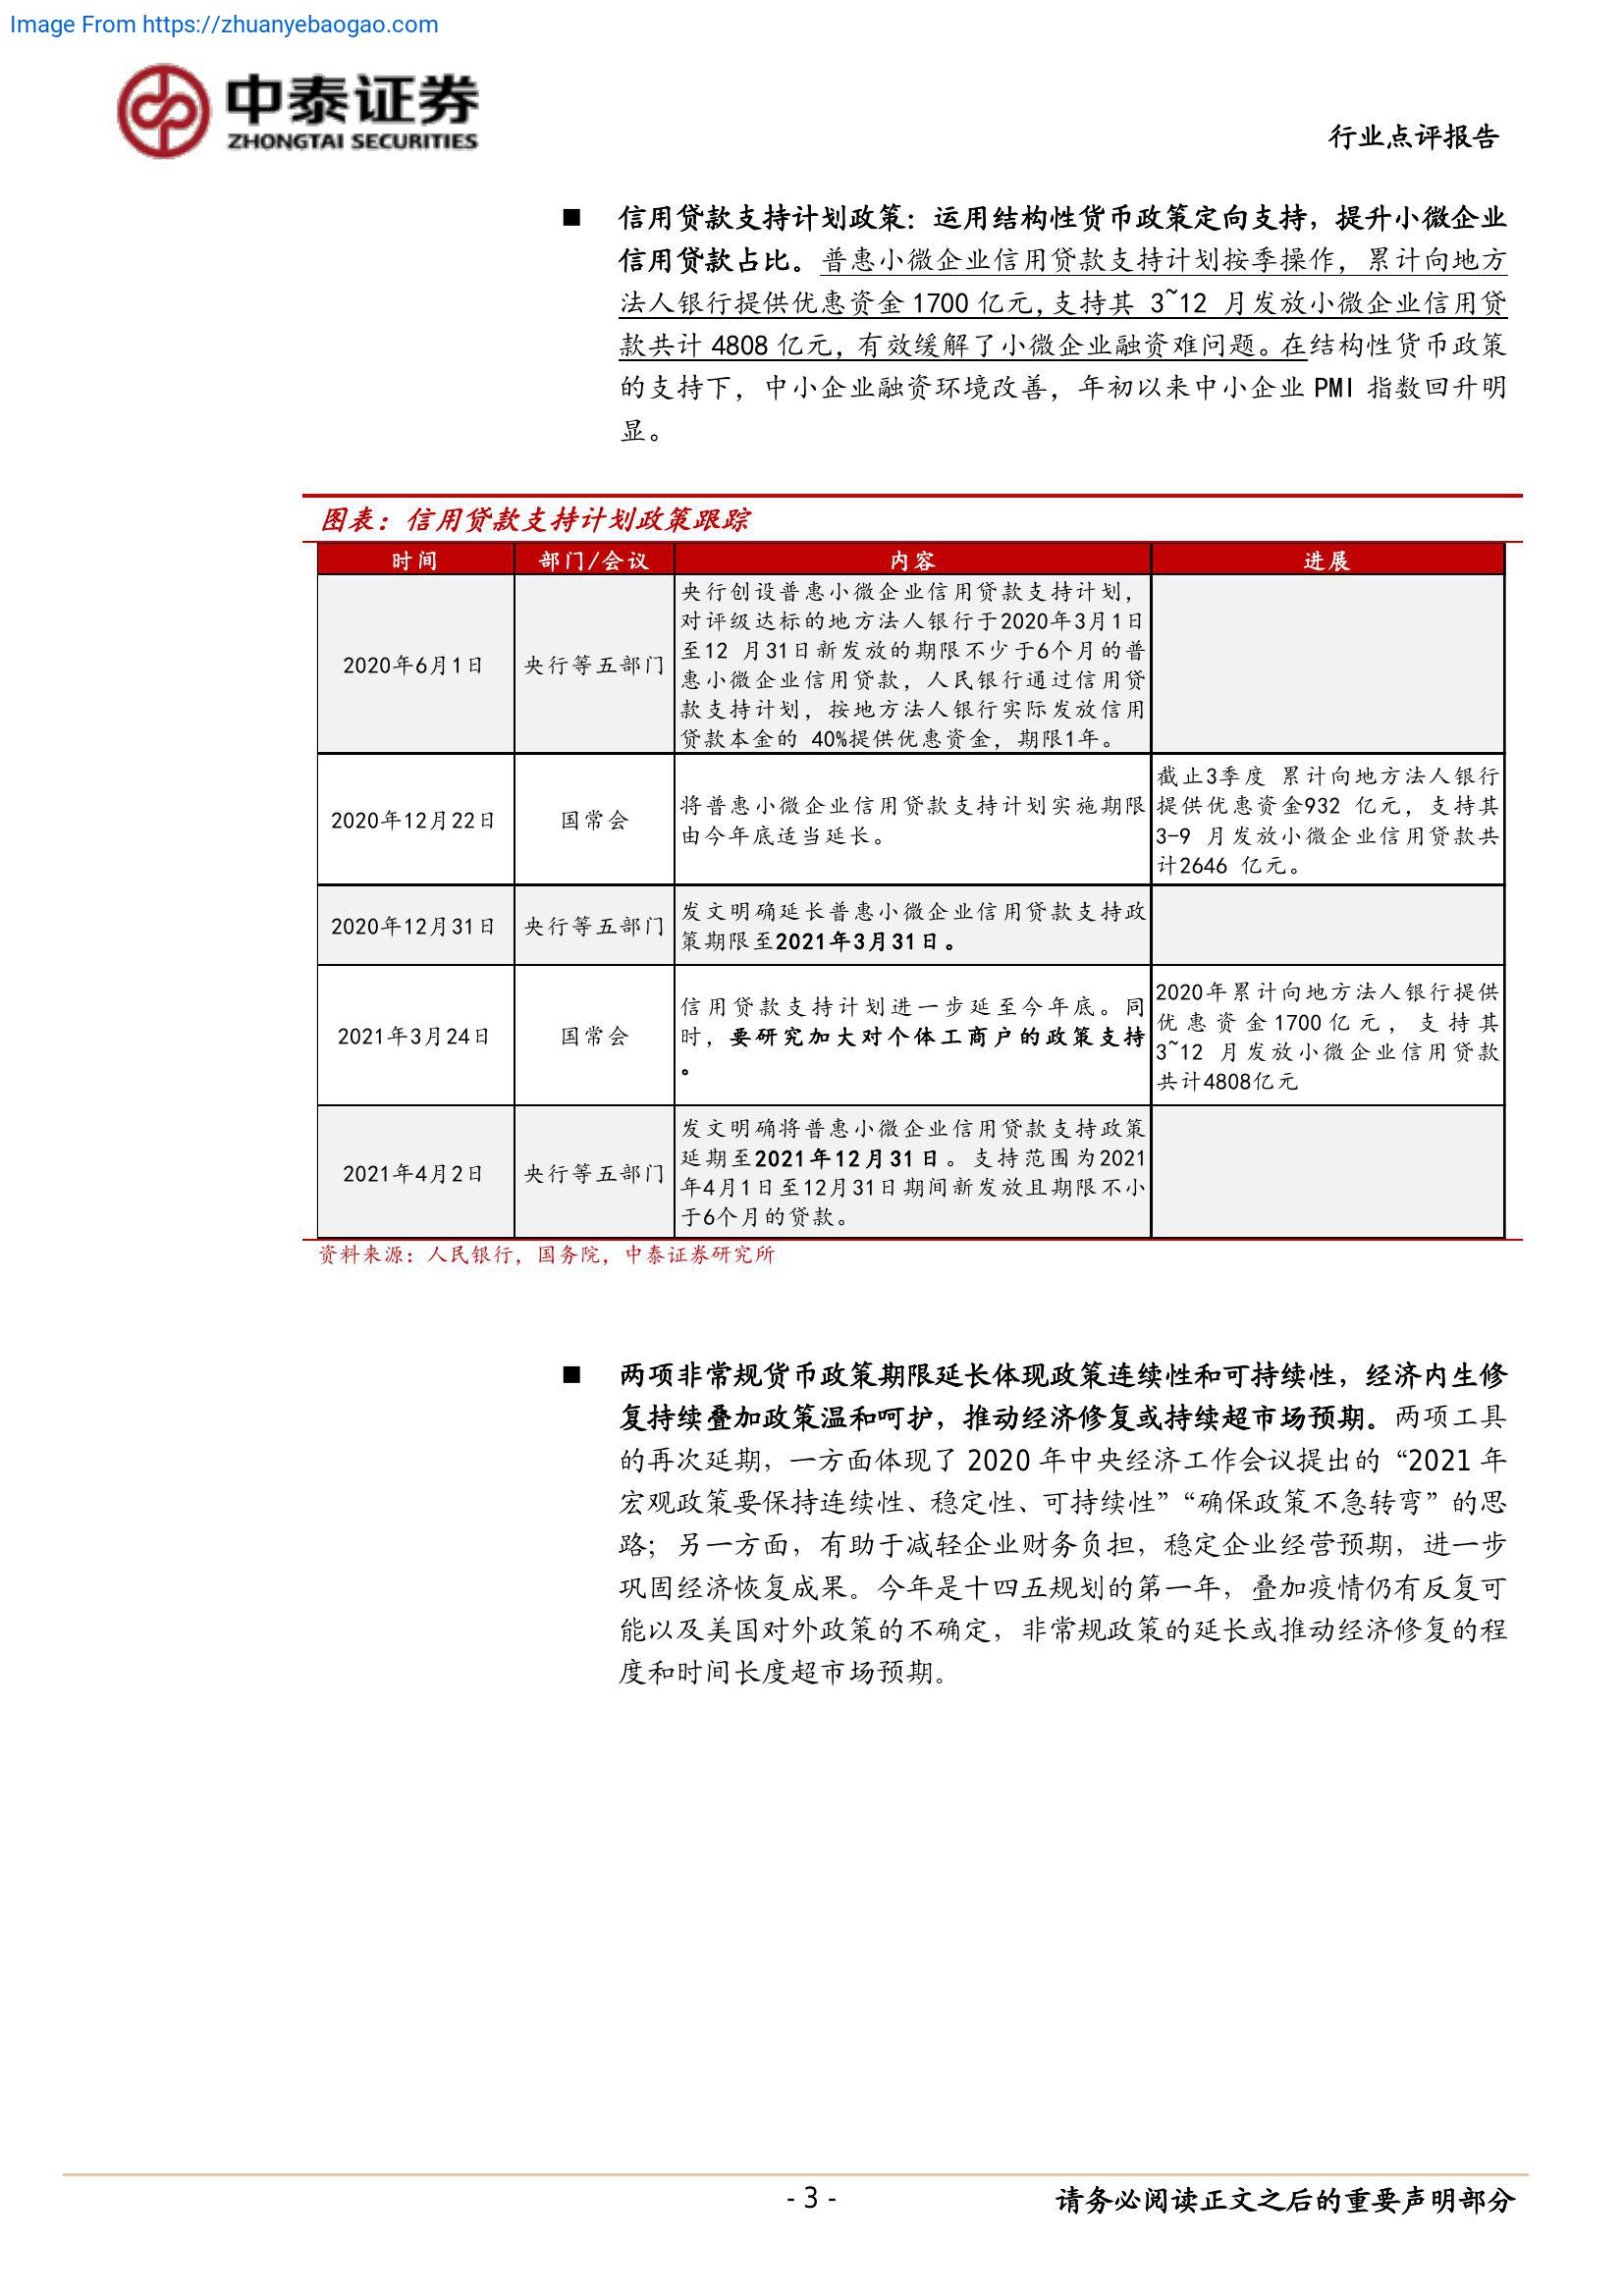 Image From https://zhuanyebaogao.com
中泰证券
ZHONGTAI SECURITIES
行业点评报告
■ 信用贷款支持计划政策：运用结构性货币政策定向支持，提升小微企业
信用贷款占比。普惠小微企业信用贷款支持计划按季操作，累计向地方
法人银行提供优惠资金 1700 亿元，支持其 3~12 月发放小微企业信用贷
款共计 4808 亿元，有效缓解了小微企业融资难问题。在结构性货币政策
的支持下，中小企业融资环境改善，年初以来中小企业 PMI 指数回升明
显。
图表：信用贷款支持计划政策跟踪
时间 部门/会议 内容 进展
2020年6月1日 央行等五部门
央行创设普惠小微企业信用贷款支持计划，
对评级达标的地方法人银行于2020年3月1日
至12 月31日新发放的期限不少于6个月的普
惠小微企业信用贷款，人民银行通过信用贷
款支持计划，按地方法人银行实际发放信用
贷款本金的 40%提供优惠资金，期限1年。
2020年12月22日 国常会
将普惠小微企业信用贷款支持计划实施期限
由今年底适当延长。
截止3季度 累计向地方法人银行
提供优惠资金932 亿元，支持其
3-9 月发放小微企业信用贷款共
计2646 亿元。
2020年12月31日 央行等五部门
发文明确延长普惠小微企业信用贷款支持政
策期限至2021年3月31日。
2021年3月24日 国常会
信用贷款支持计划进一步延至今年底。同
时，要研究加大对个体工商户的政策支持
。
2020年累计向地方法人银行提供
优惠资金1700亿元，支持其
3~12 月发放小微企业信用贷款
共计4808亿元
2021年4月2日 央行等五部门
发文明确将普惠小微企业信用贷款支持政策
延期至2021年12月31日。支持范围为2021
年4月1日至12月31日期间新发放且期限不小
于6个月的贷款。
资料来源：人民银行，国务院，中泰证券研究所
■ 两项非常规货币政策期限延长体现政策连续性和可持续性，经济内生修
复持续叠加政策温和呵护，推动经济修复或持续超市场预期。两项工具
的再次延期，一方面体现了 2020 年中央经济工作会议提出的“2021 年
宏观政策要保持连续性、稳定性、可持续性”“确保政策不急转弯”的思
路；另一方面，有助于减轻企业财务负担，稳定企业经营预期，进一步
巩固经济恢复成果。今年是十四五规划的第一年，叠加疫情仍有反复可
能以及美国对外政策的不确定，非常规政策的延长或推动经济修复的程
度和时间长度超市场预期。
- 3 -
请务必阅读正文之后的重要声明部分